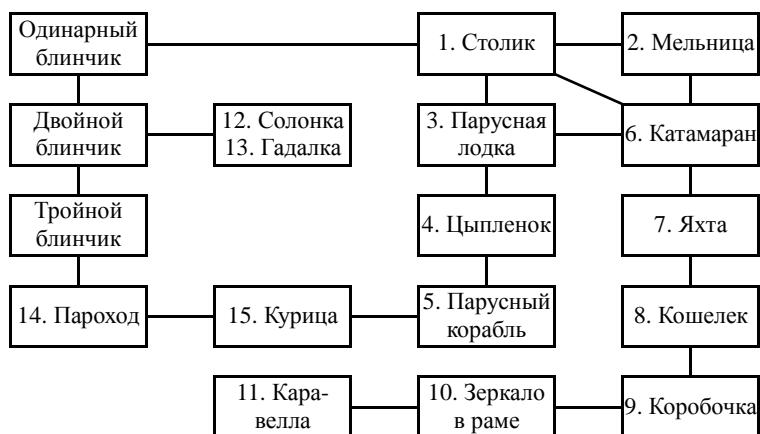 Одинарный
блинчик
1. Столик
2. Мельница
Двойной
блинчик
12. Солонка
13. Гадалка
3. Парусная
лодка
6. Катамаран
Тройной
блинчик
4. Цыпленок
7. Яхта
14. Пароход
15. Курица
5. Парусный
корабль
8. Кошелек
11. Кара-
велла
10. Зеркало
в раме
9. Коробочка